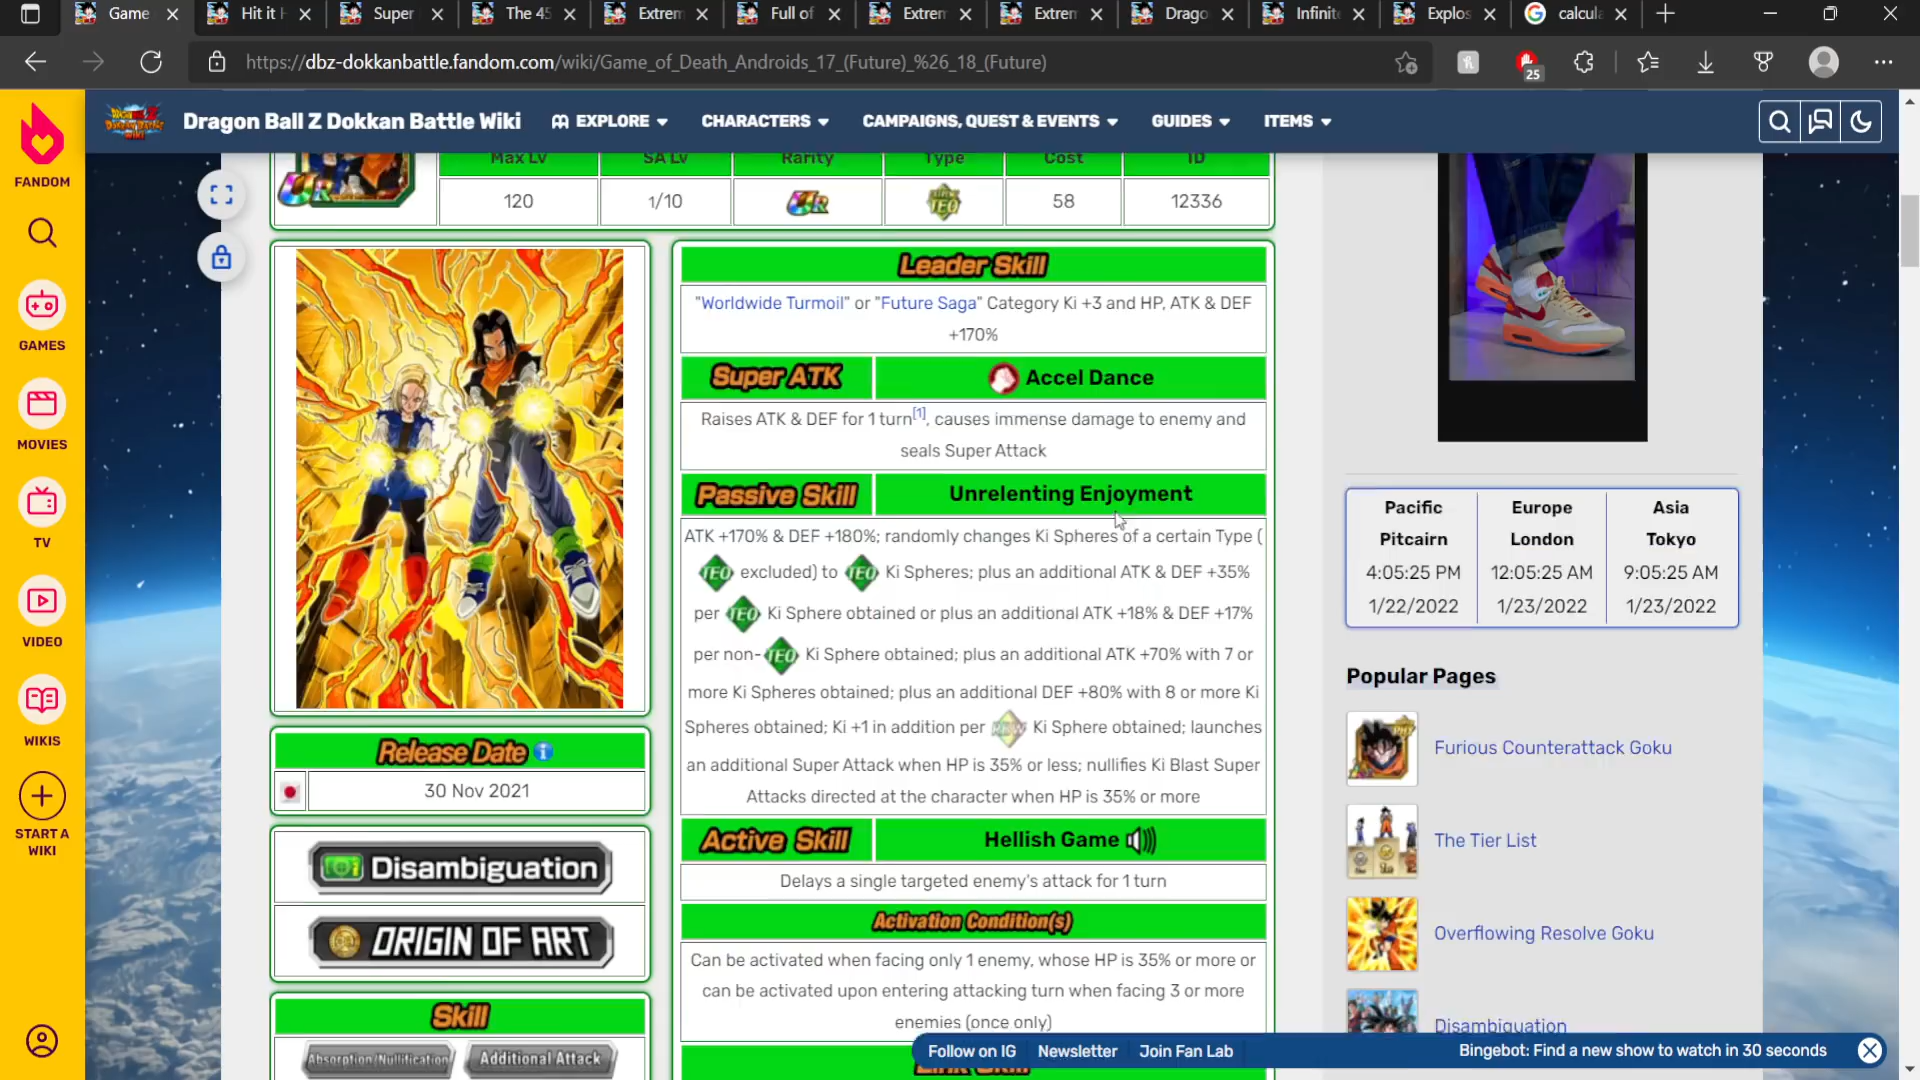 Game
Hit it H
Super
The 45
Extrem
Full of
Extrem
Extrem
Drago
Infinit
Explos
calcula
https://dbz-dokkanbattle.fandom.com/wiki/Game_of_Death_Androids_17_(Future)_%26_18_(Future)
25
FANDOM
GAMES
MOVIES
TV
VIDEO
WIKIS
START A
WIKI
Dragon Ball Z Dokkan Battle Wiki
EXPLORE
CHARACTERS
CAMPAIGNS, QUEST & EVENTS
GUIDES
ITEMS
Max Lv
SA Lv
Rarity
Type
Cost
ID
UR
120
1/10
UR
SUPER TEQ
58
12336
Leader Skill
"Worldwide Turmoil" or "Future Saga" Category Ki +3 and HP, ATK & DEF
+170%
Super ATK
Accel Dance
Raises ATK & DEF for 1 turn[1], causes immense damage to enemy and
seals Super Attack
Passive Skill
Unrelenting Enjoyment
ATK +170% & DEF +180%; randomly changes Ki Spheres of a certain Type (
TEQ excluded) to TEQ Ki Spheres; plus an additional ATK & DEF +35%
per TEQ Ki Sphere obtained or plus an additional ATK +18% & DEF +17%
per non-TEQ Ki Sphere obtained; plus an additional ATK +70% with 7 or
more Ki Spheres obtained; plus an additional DEF +80% with 8 or more Ki
Spheres obtained; Ki +1 in addition per RBW Ki Sphere obtained; launches
an additional Super Attack when HP is 35% or less; nullifies Ki Blast Super
Attacks directed at the character when HP is 35% or more
Active Skill
Hellish Game
Delays a single targeted enemy's attack for 1 turn
Activation Condition(s)
Can be activated when facing only 1 enemy, whose HP is 35% or more or
can be activated upon entering attacking turn when facing 3 or more
enemies (once only)
Link Skill
Release Date
30 Nov 2021
Disambiguation
ORIGIN OF ART
Skill
Absorption/Nullification
Additional Attack
Pacific
Pitcairn
4:05:25 PM
1/22/2022
Europe
London
12:05:25 AM
1/23/2022
Asia
Tokyo
9:05:25 AM
1/23/2022
Popular Pages
Furious Counterattack Goku
The Tier List
Overflowing Resolve Goku
Disambiguation
Follow on IG
Newsletter
Join Fan Lab
Bingebot: Find a new show to watch in 30 seconds